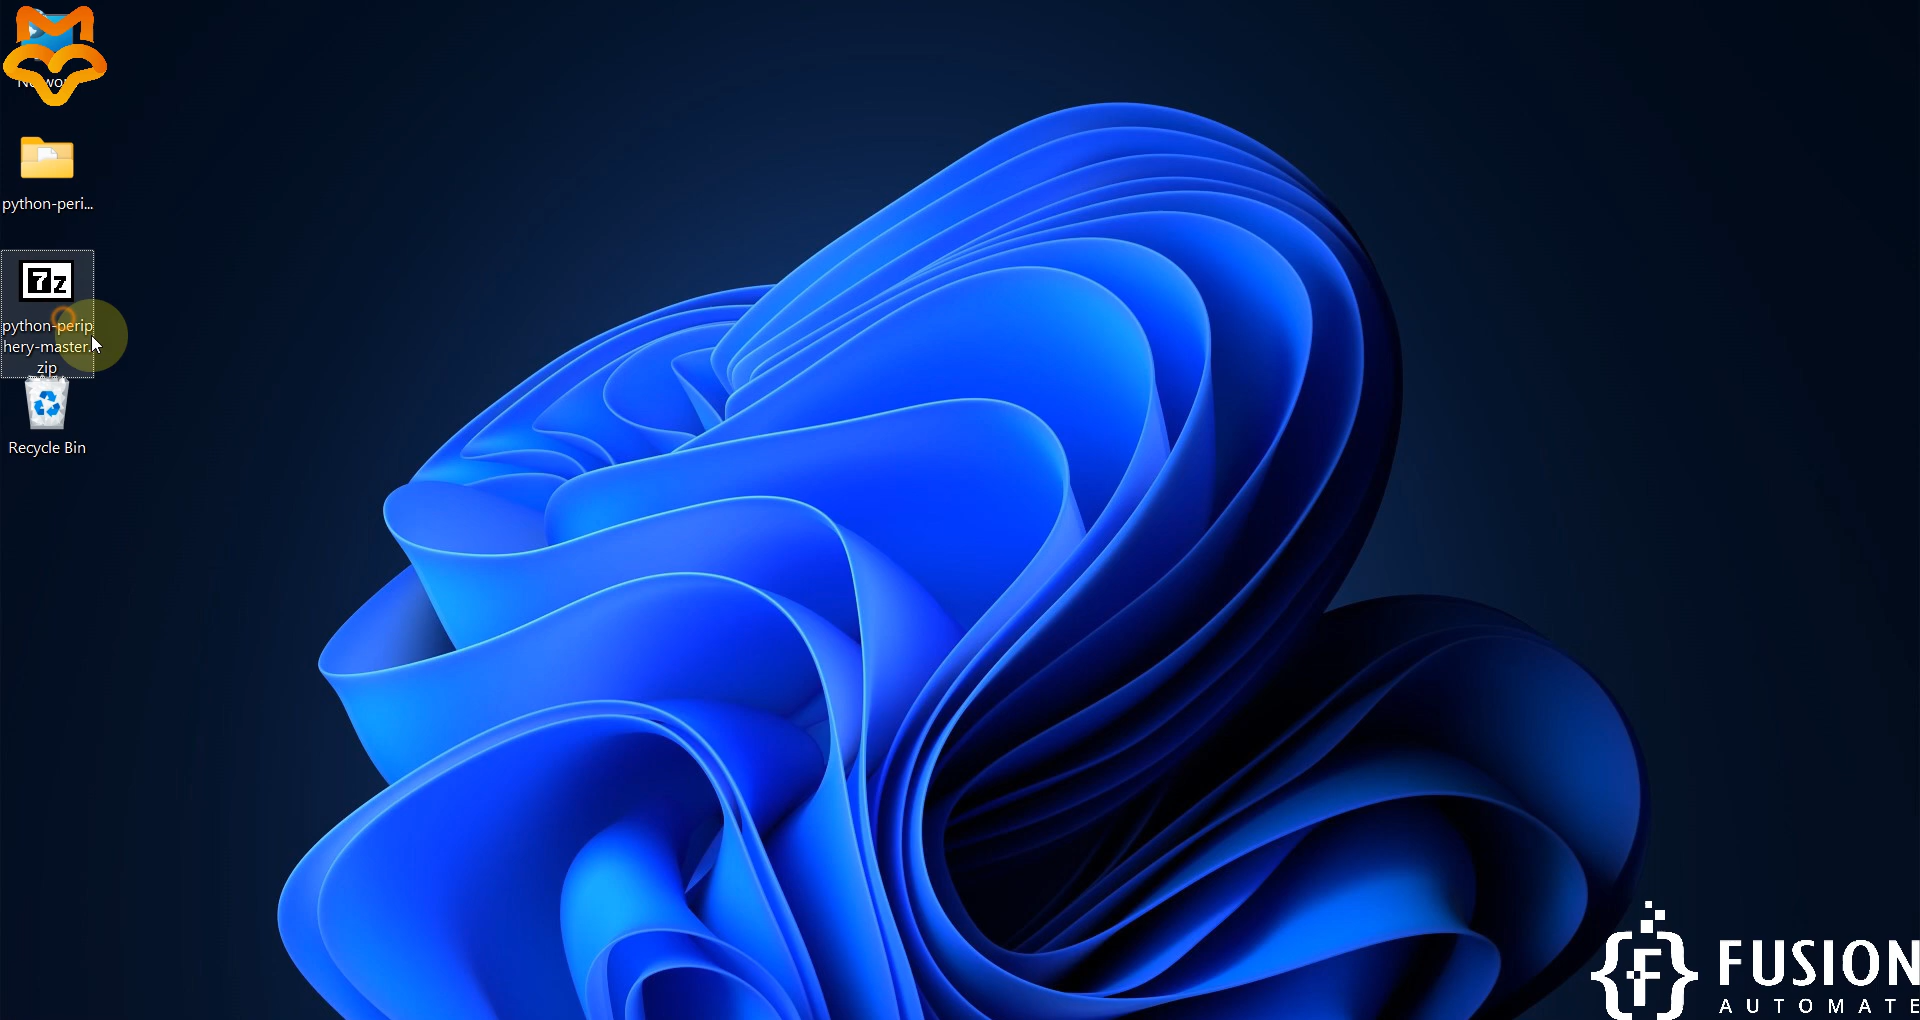 python-peri...
7z
python-perip
hery-master.
zip
Recycle Bin
FUSION
AUTOMATE